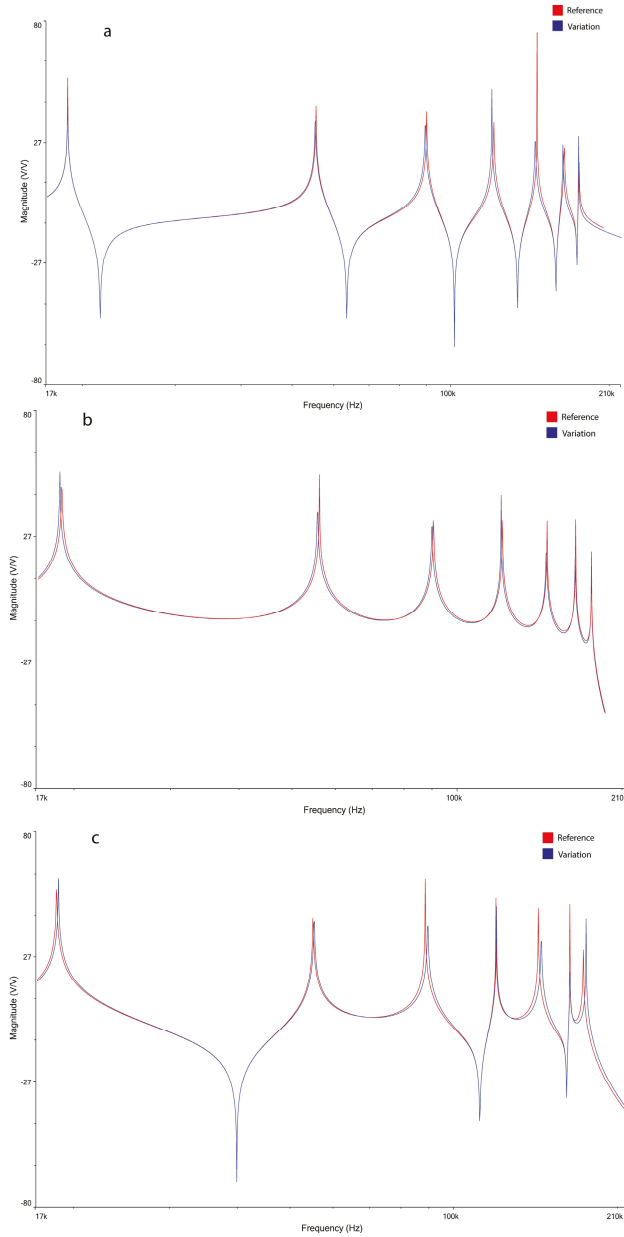 a
Reference
Variation
80
27
-27
-80
Magnitude (V/V)
17k
100k
210k
Frequency (Hz)
b
Reference
Variation
80
27
-27
-80
Magnitude (V/V)
17k
100k
210
Frequency (Hz)
c
Reference
Variation
80
27
-27
-80
Magnitude (V/V)
17k
100k
210k
Frequency (Hz)